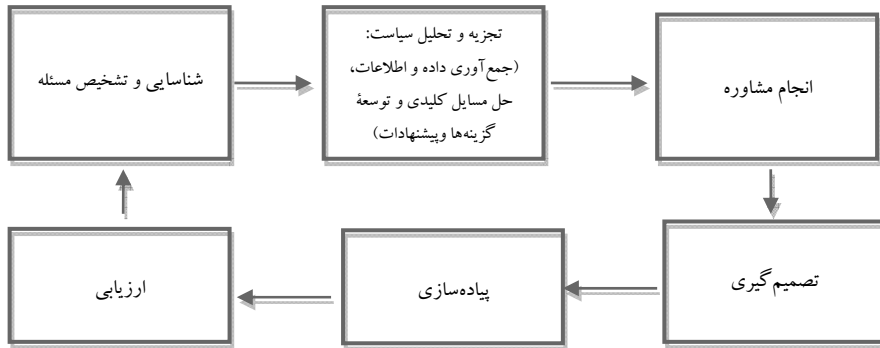 شناسایی و تشخیص مسئله
تجزیه و تحلیل سیاست:
(جمع‌آوری داده و اطلاعات،
حل مسایل کلیدی و توسعۀ
گزینه‌ها وپیشنهادات)
انجام مشاوره
تصمیم‌گیری
پیاده‌سازی
ارزیابی